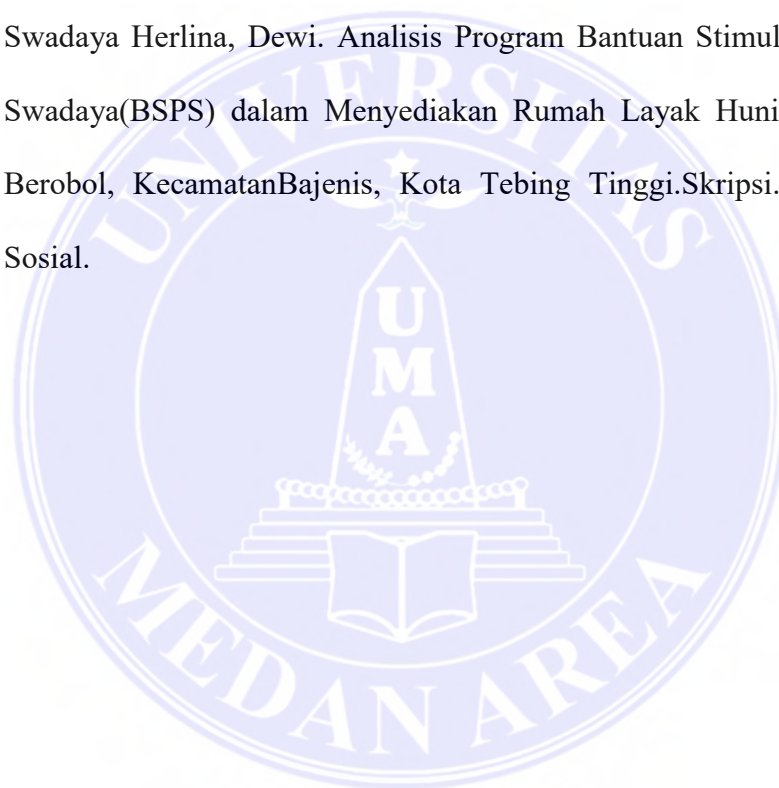 Swadaya Herlina, Dewi. Analisis Program Bantuan Stimul
Swadaya(BSPS) dalam Menyediakan Rumah Layak Huni
Berobol, KecamatanBajenis, Kota Tebing Tinggi.Skripsi.
Sosial.
UNIVERSITAS
U
M
A
MEDAN AREA